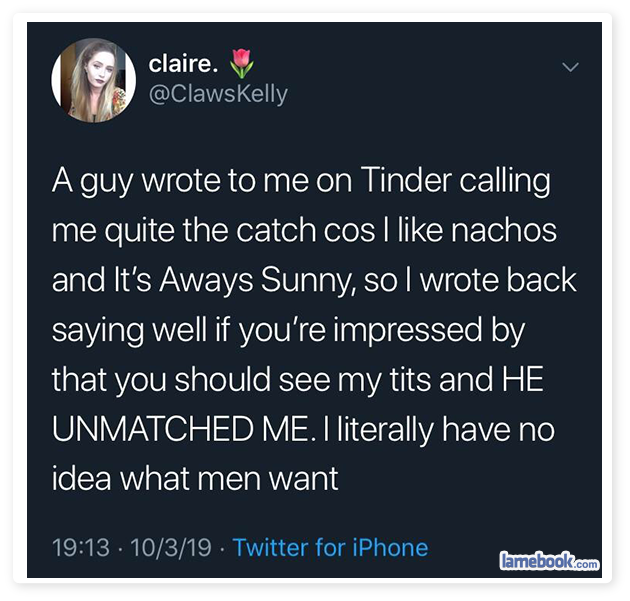 claire. 🌷
@ClawsKelly
A guy wrote to me on Tinder calling
me quite the catch cos I like nachos
and It's Aways Sunny, so I wrote back
saying well if you're impressed by
that you should see my tits and HE
UNMATCHED ME. I literally have no
idea what men want
19:13 · 10/3/19 · Twitter for iPhone
lamebook.com